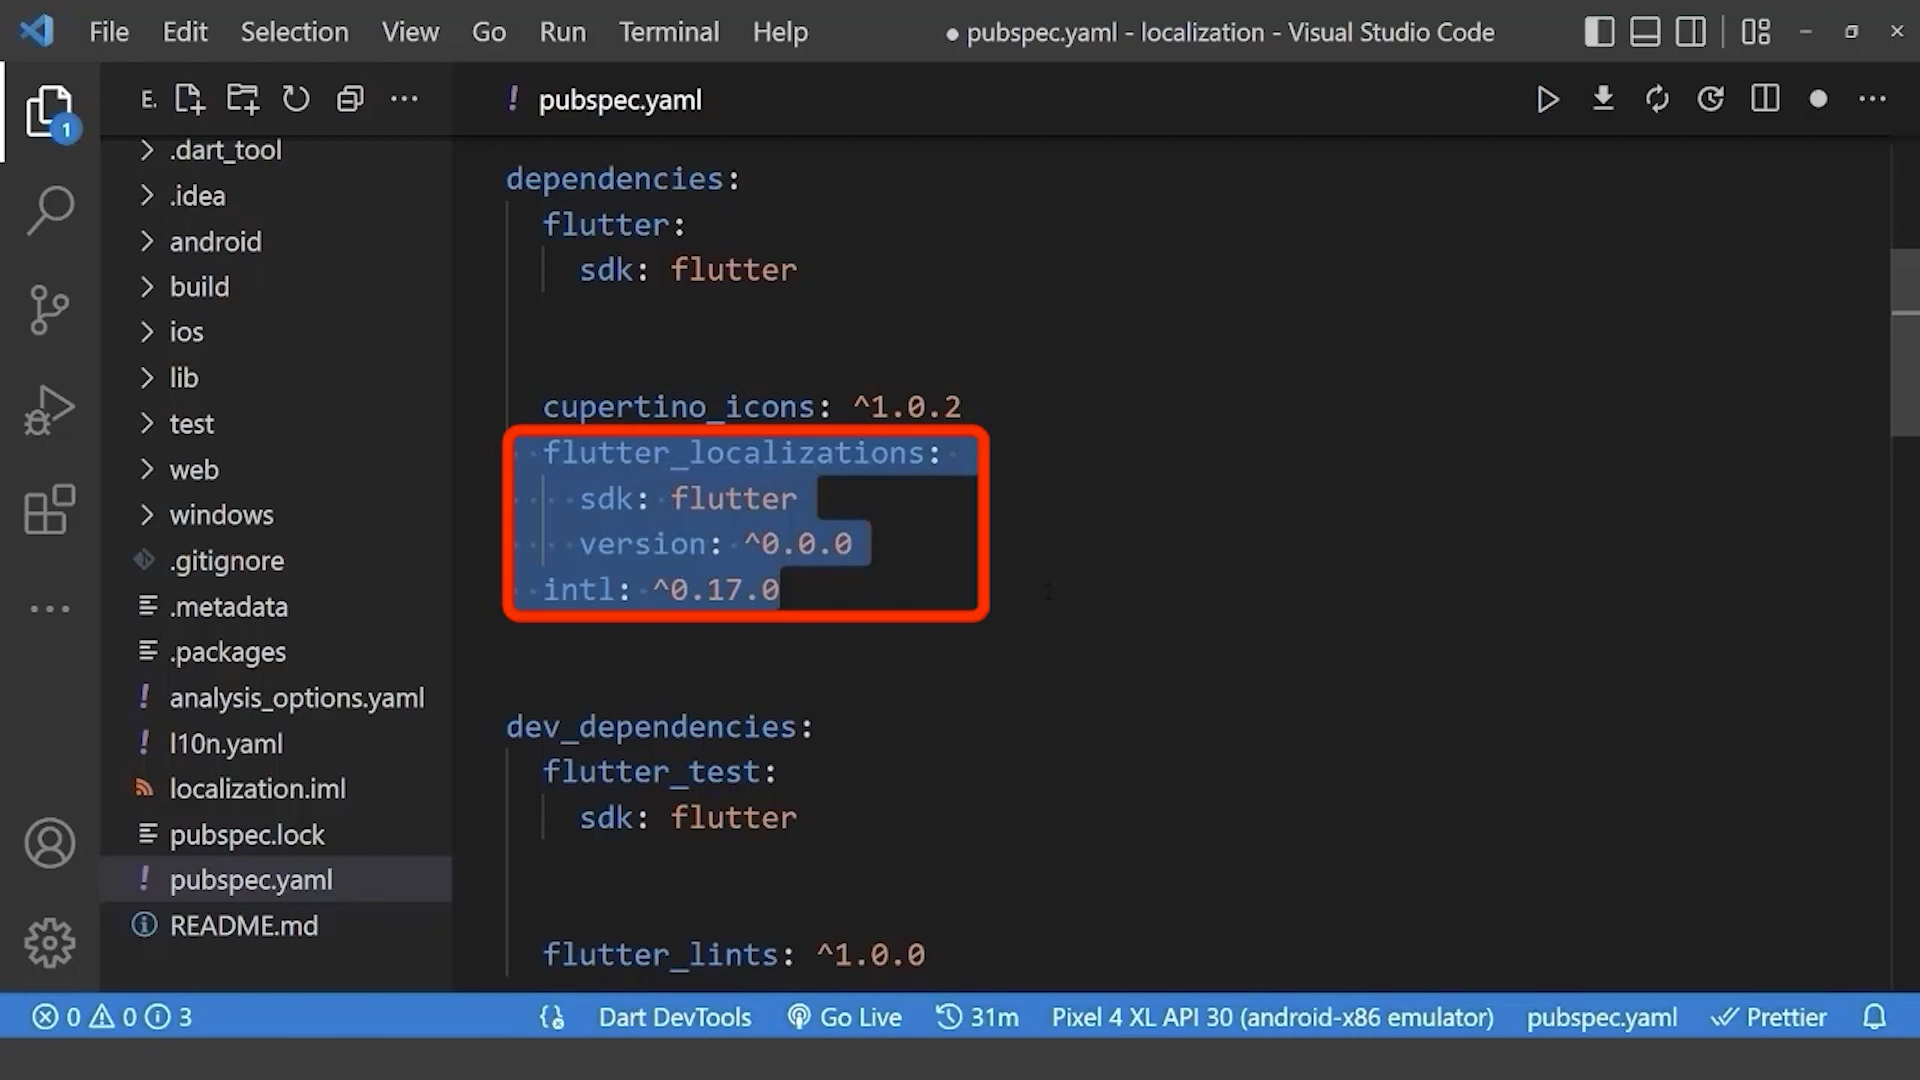 File Edit Selection View Go Run Terminal Help ● pubspec.yaml - localization - Visual Studio Code
E.
! pubspec.yaml
1
.dart_tool
.idea
android
build
ios
lib
test
web
windows
.gitignore
.metadata
.packages
! analysis_options.yaml
! l10n.yaml
localization.iml
pubspec.lock
! pubspec.yaml
README.md
dependencies:
flutter:
sdk: flutter
cupertino_icons: ^1.0.2
flutter_localizations:
sdk: flutter
version: ^0.0.0
intl: ^0.17.0
dev_dependencies:
flutter_test:
sdk: flutter
flutter_lints: ^1.0.0
0 0 3 Dart DevTools Go Live 31m Pixel 4 XL API 30 (android-x86 emulator) pubspec.yaml Prettier